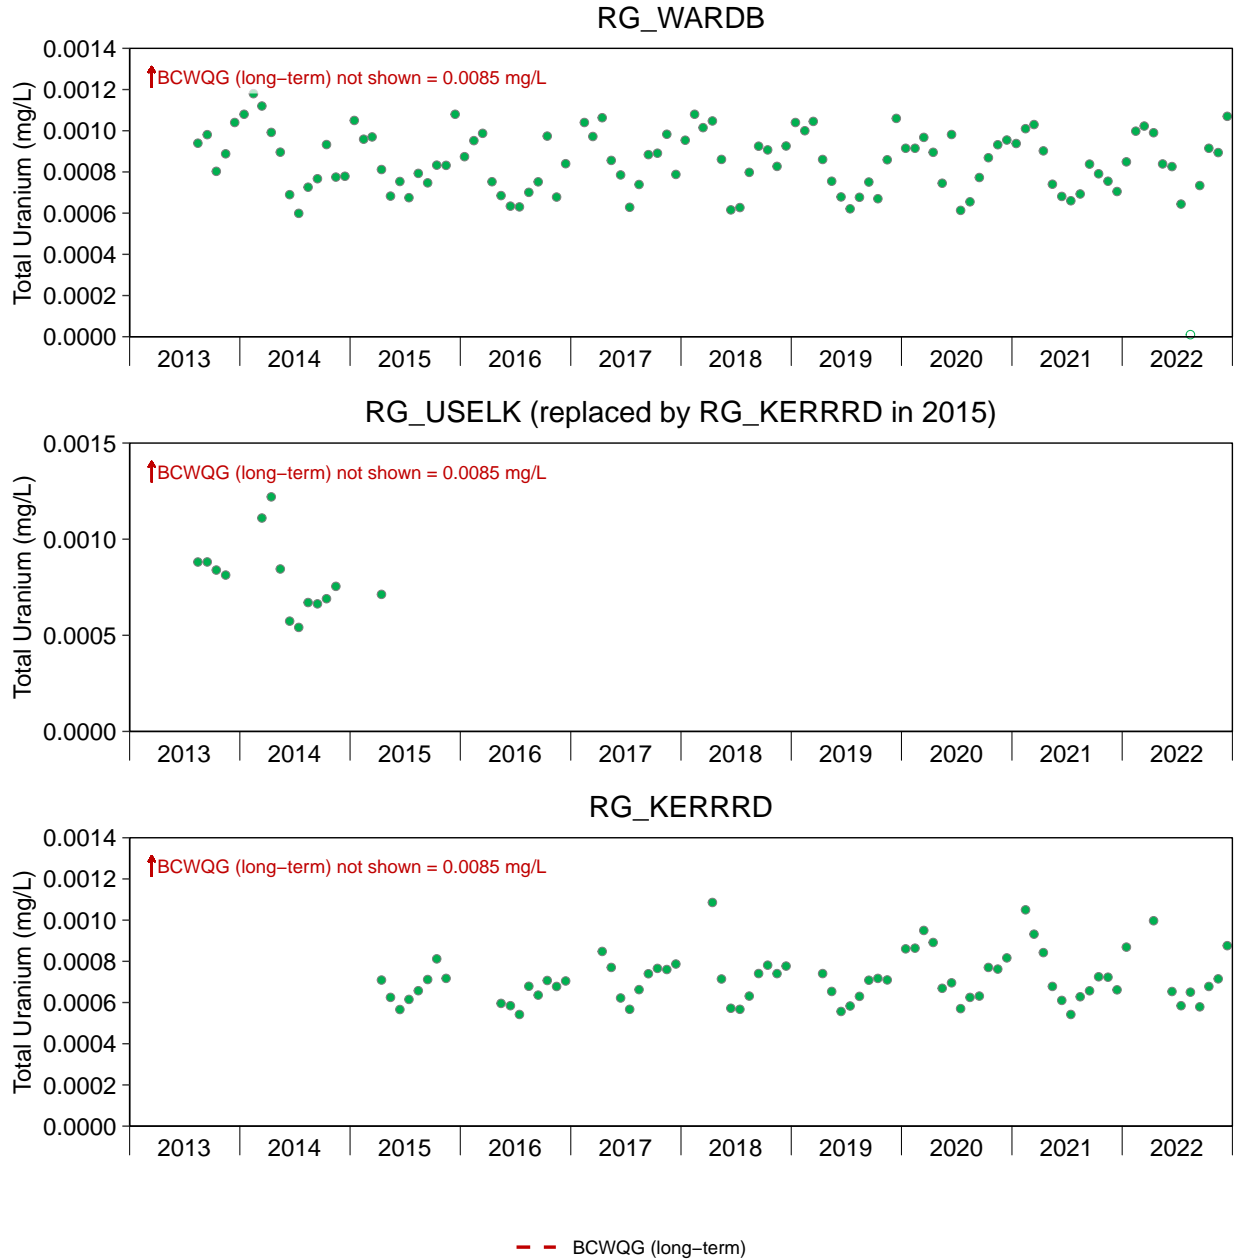 RG_WARDB
BCWQG (long−term) not shown = 0.0085 mg/L
Total Uranium (mg/L)
0.0014
0.0012
0.0010
0.0008
0.0006
0.0004
0.0002
0.0000
2013 2014 2015 2016 2017 2018 2019 2020 2021 2022
RG_USELK (replaced by RG_KERRRD in 2015)
BCWQG (long−term) not shown = 0.0085 mg/L
Total Uranium (mg/L)
0.0015
0.0010
0.0005
0.0000
2013 2014 2015 2016 2017 2018 2019 2020 2021 2022
RG_KERRRD
BCWQG (long−term) not shown = 0.0085 mg/L
Total Uranium (mg/L)
0.0014
0.0012
0.0010
0.0008
0.0006
0.0004
0.0002
0.0000
2013 2014 2015 2016 2017 2018 2019 2020 2021 2022
BCWQG (long−term)